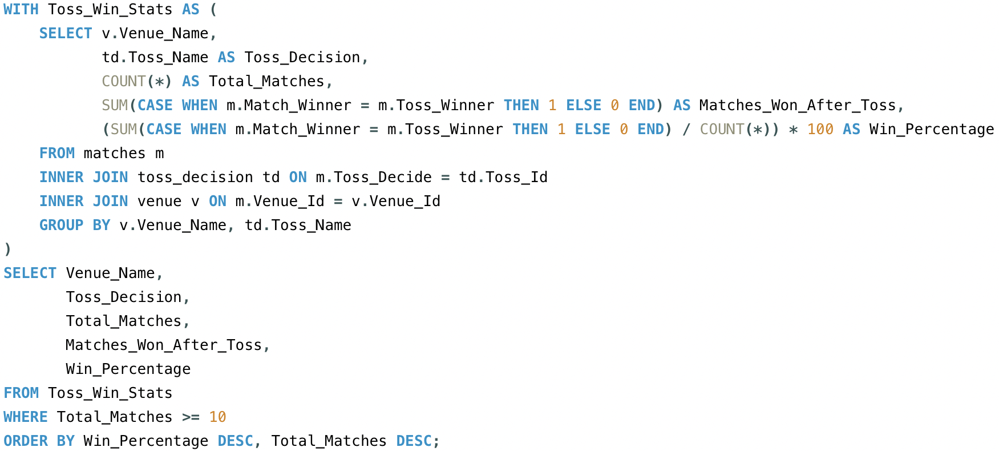 WITH Toss_Win_Stats AS (
    SELECT v.Venue_Name,
           td.Toss_Name AS Toss_Decision,
           COUNT(*) AS Total_Matches,
           SUM(CASE WHEN m.Match_Winner = m.Toss_Winner THEN 1 ELSE 0 END) AS Matches_Won_After_Toss,
           (SUM(CASE WHEN m.Match_Winner = m.Toss_Winner THEN 1 ELSE 0 END) / COUNT(*)) * 100 AS Win_Percentage
    FROM matches m
    INNER JOIN toss_decision td ON m.Toss_Decide = td.Toss_Id
    INNER JOIN venue v ON m.Venue_Id = v.Venue_Id
    GROUP BY v.Venue_Name, td.Toss_Name
)
SELECT Venue_Name,
       Toss_Decision,
       Total_Matches,
       Matches_Won_After_Toss,
       Win_Percentage
FROM Toss_Win_Stats
WHERE Total_Matches >= 10
ORDER BY Win_Percentage DESC, Total_Matches DESC;